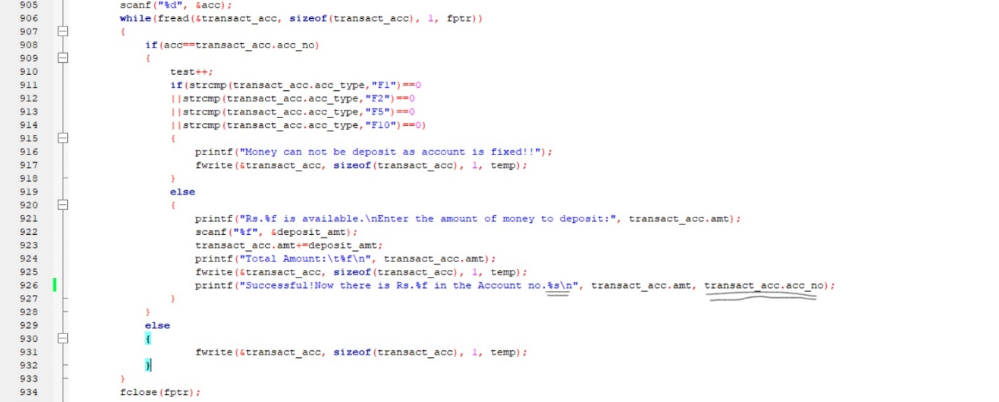 905 scanf("%d", &acc);
906 while(fread(&transact_acc, sizeof(transact_acc), 1, fptr))
907 {
908 if(acc==transact_acc.acc_no)
909 {
910 test++;
911 if(strcmp(transact_acc.acc_type,"F1")==0
912 ||strcmp(transact_acc.acc_type,"F2")==0
913 ||strcmp(transact_acc.acc_type,"F5")==0
914 ||strcmp(transact_acc.acc_type,"F10")==0)
915 {
916 printf("Money can not be deposit as account is fixed!!");
917 fwrite(&transact_acc, sizeof(transact_acc), 1, temp);
918 }
919 else
920 {
921 printf("Rs.%f is available.\nEnter the amount of money to deposit:", transact_acc.amt);
922 scanf("%f", &deposit_amt);
923 transact_acc.amt+=deposit_amt;
924 printf("Total Amount:\t%f\n", transact_acc.amt);
925 fwrite(&transact_acc, sizeof(transact_acc), 1, temp);
926 printf("Successful!Now there is Rs.%f in the Account no.%s\n", transact_acc.amt, transact_acc.acc_no);
927 }
928 }
929 else
930 {
931 fwrite(&transact_acc, sizeof(transact_acc), 1, temp);
932 }
933 }
934 fclose(fptr);